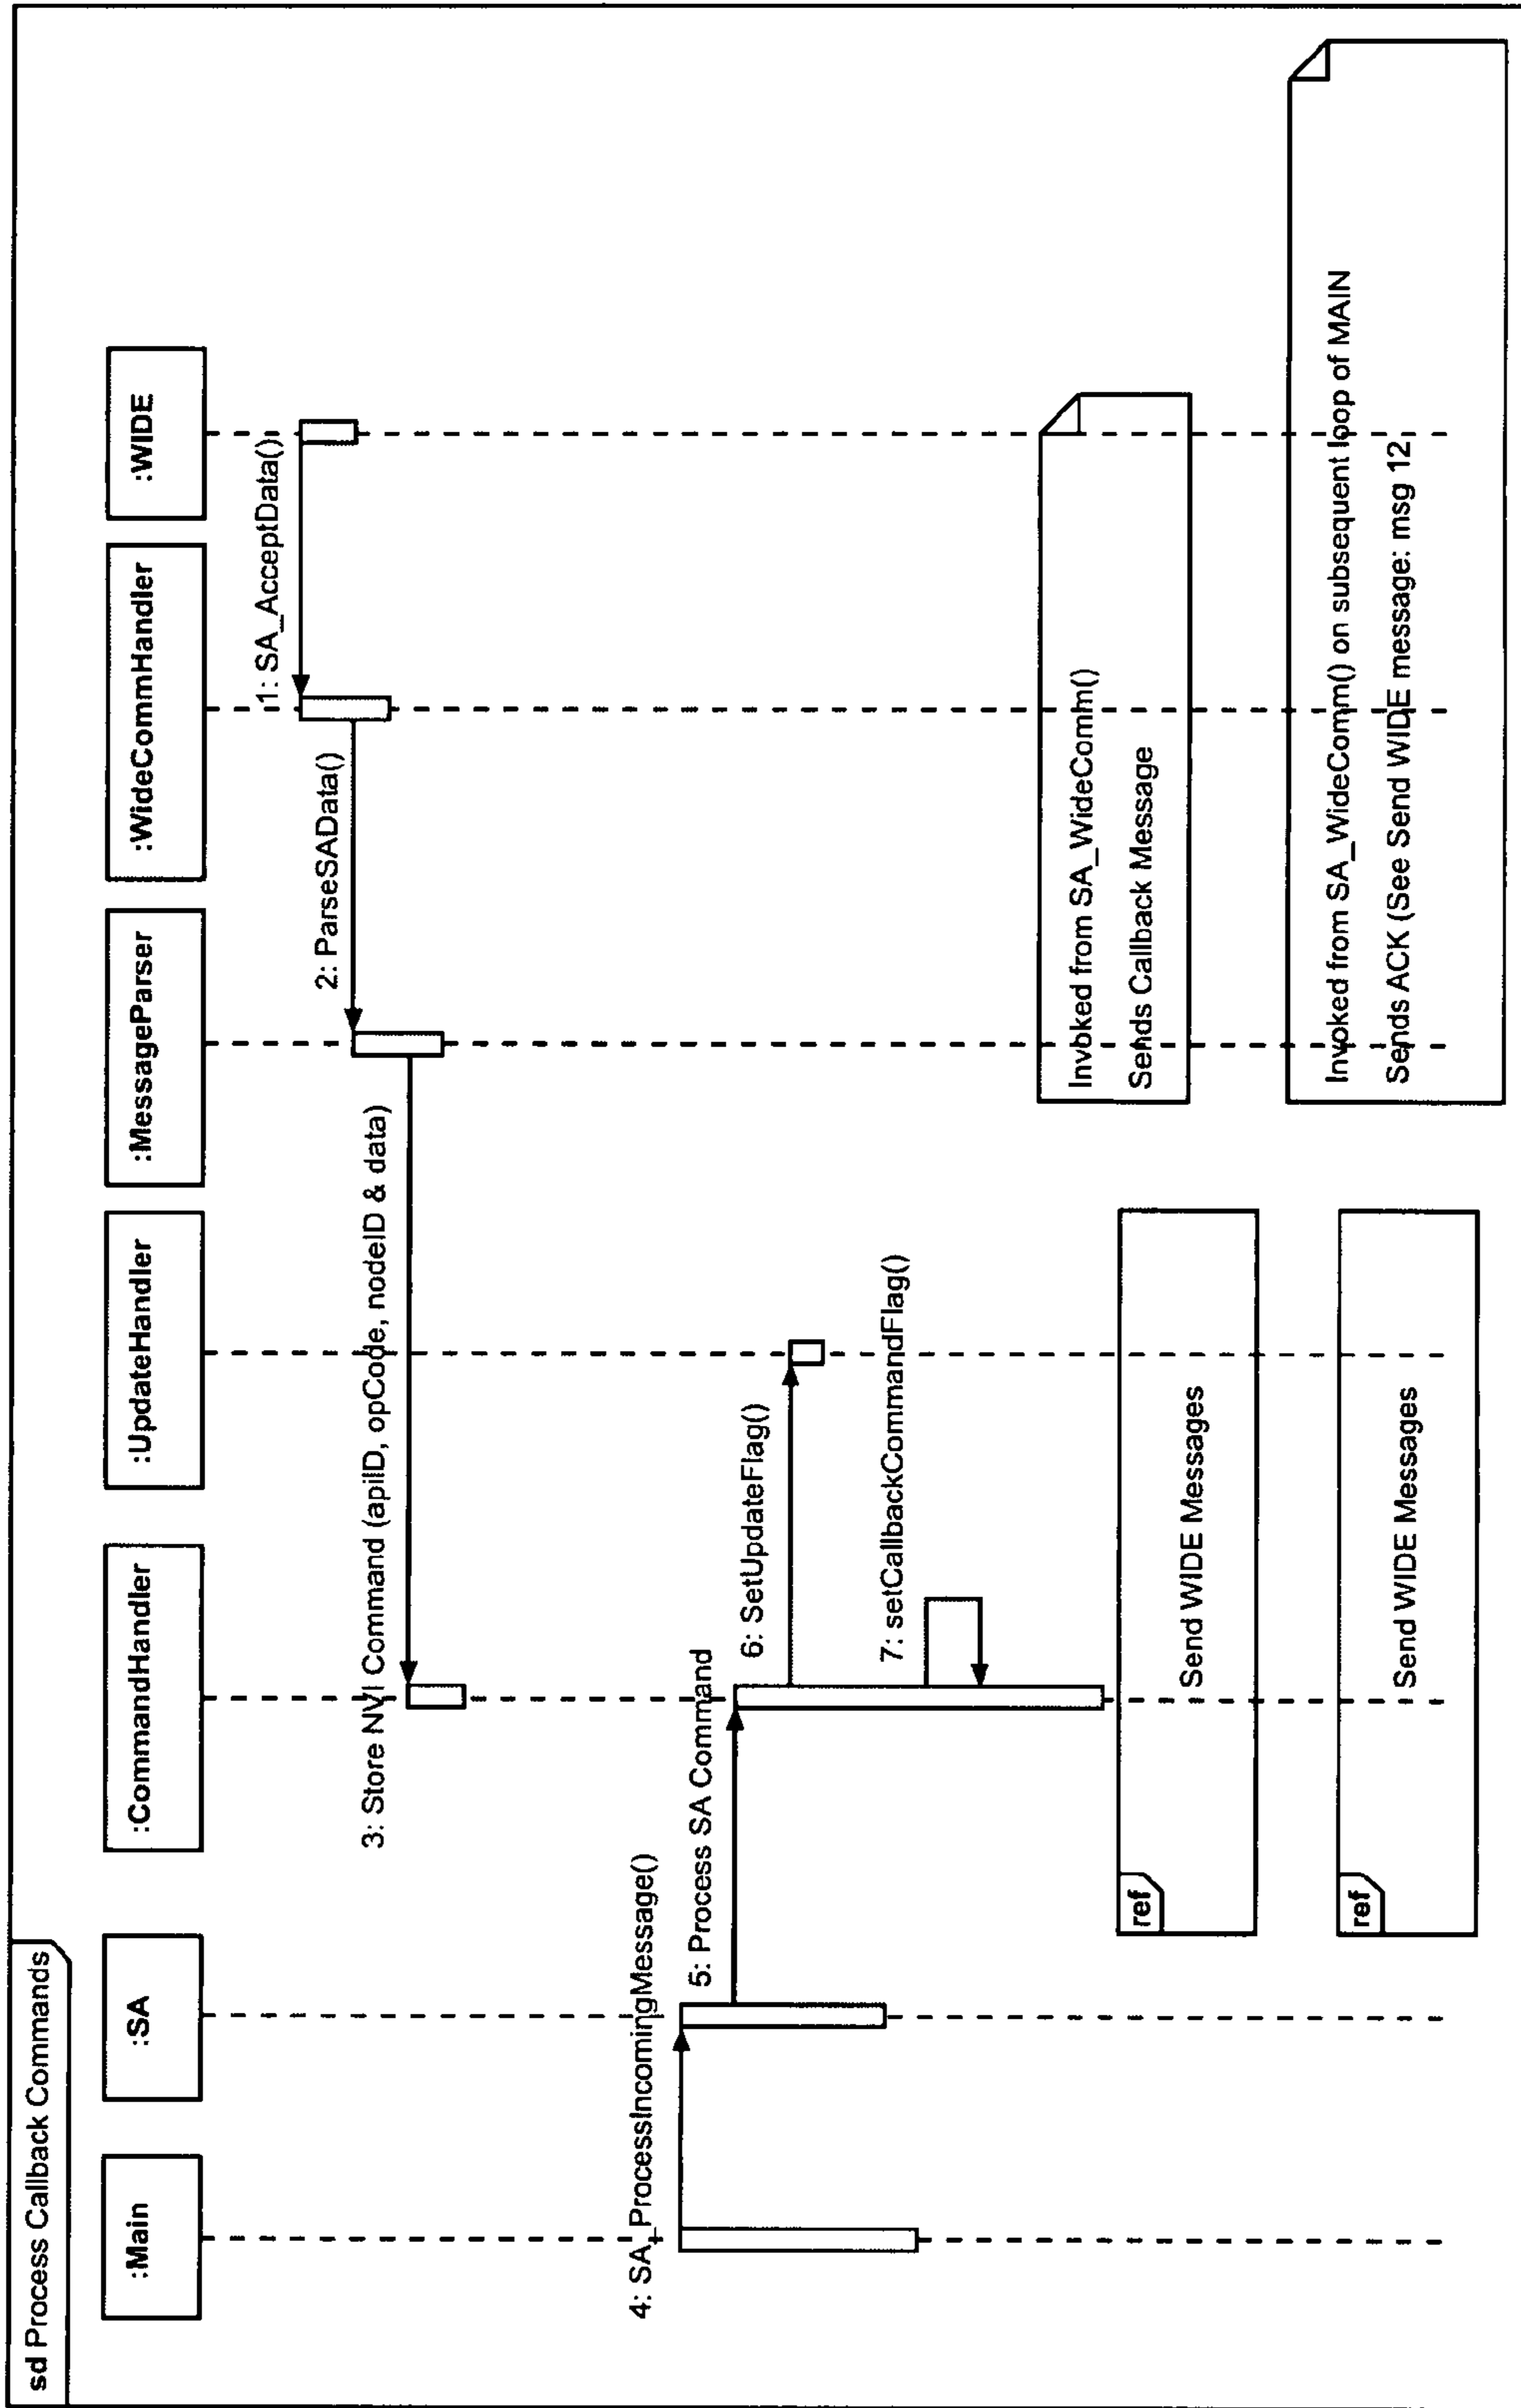 sd Process Callback Commands
:Main
:SA
:CommandHandler
:UpdateHandler
:MessageParser
:WideCommHandler
:WIDE
1: SA_AcceptData()
2: ParseSAData()
3: Store NVI Command (apiID, opCode, nodeID & data)
4: SA_ProcessIncomingMessage()
5: Process SA Command
6: SetUpdateFlag()
7: setCallbackCommandFlag()
Invoked from SA_WideComm()
Sends Callback Message
ref
Send WIDE Messages
Invoked from SA_WideComm() on subsequent loop of MAIN
Sends ACK (See Send WIDE message: msg 12
ref
Send WIDE Messages